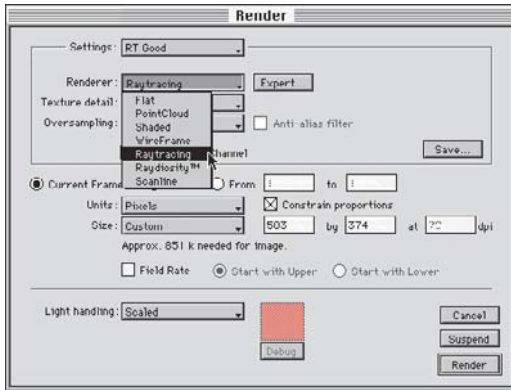 Render
Settings: RT Good
Renderer: Raytracing Expert
Texture detail:
Flat
PointCloud
Oversampling: Anti-alias filter
Shaded
WireFrame
Raytracing Channel Save...
Raydiosity™
Scanline
Current Frame From to
Units: Pixels Constrain proportions
Size: Custom 503 by 374 at 72 dpi
Approx. 851 k needed for image.
Field Rate Start with Upper Start with Lower
Light handling: Scaled
Cancel
Debug Suspend
Render